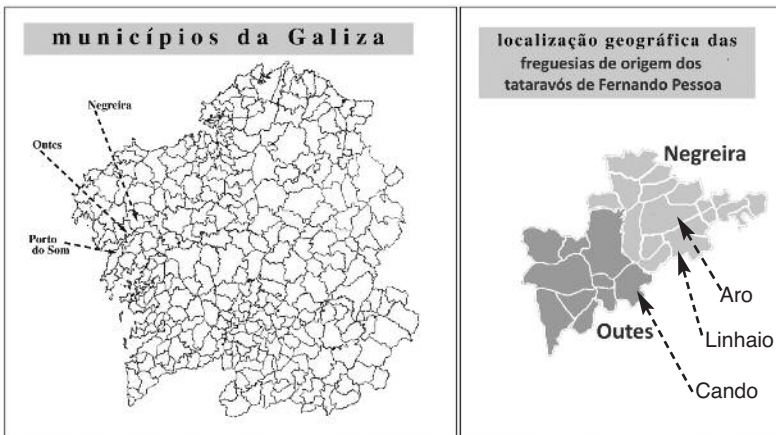 municípios da Galiza
Negreira
Outes
Porto
do Som
localização geográfica das
freguesias de origem dos
tataravós de Fernando Pessoa
Negreira
Aro
Linhaio
Outes
Cando